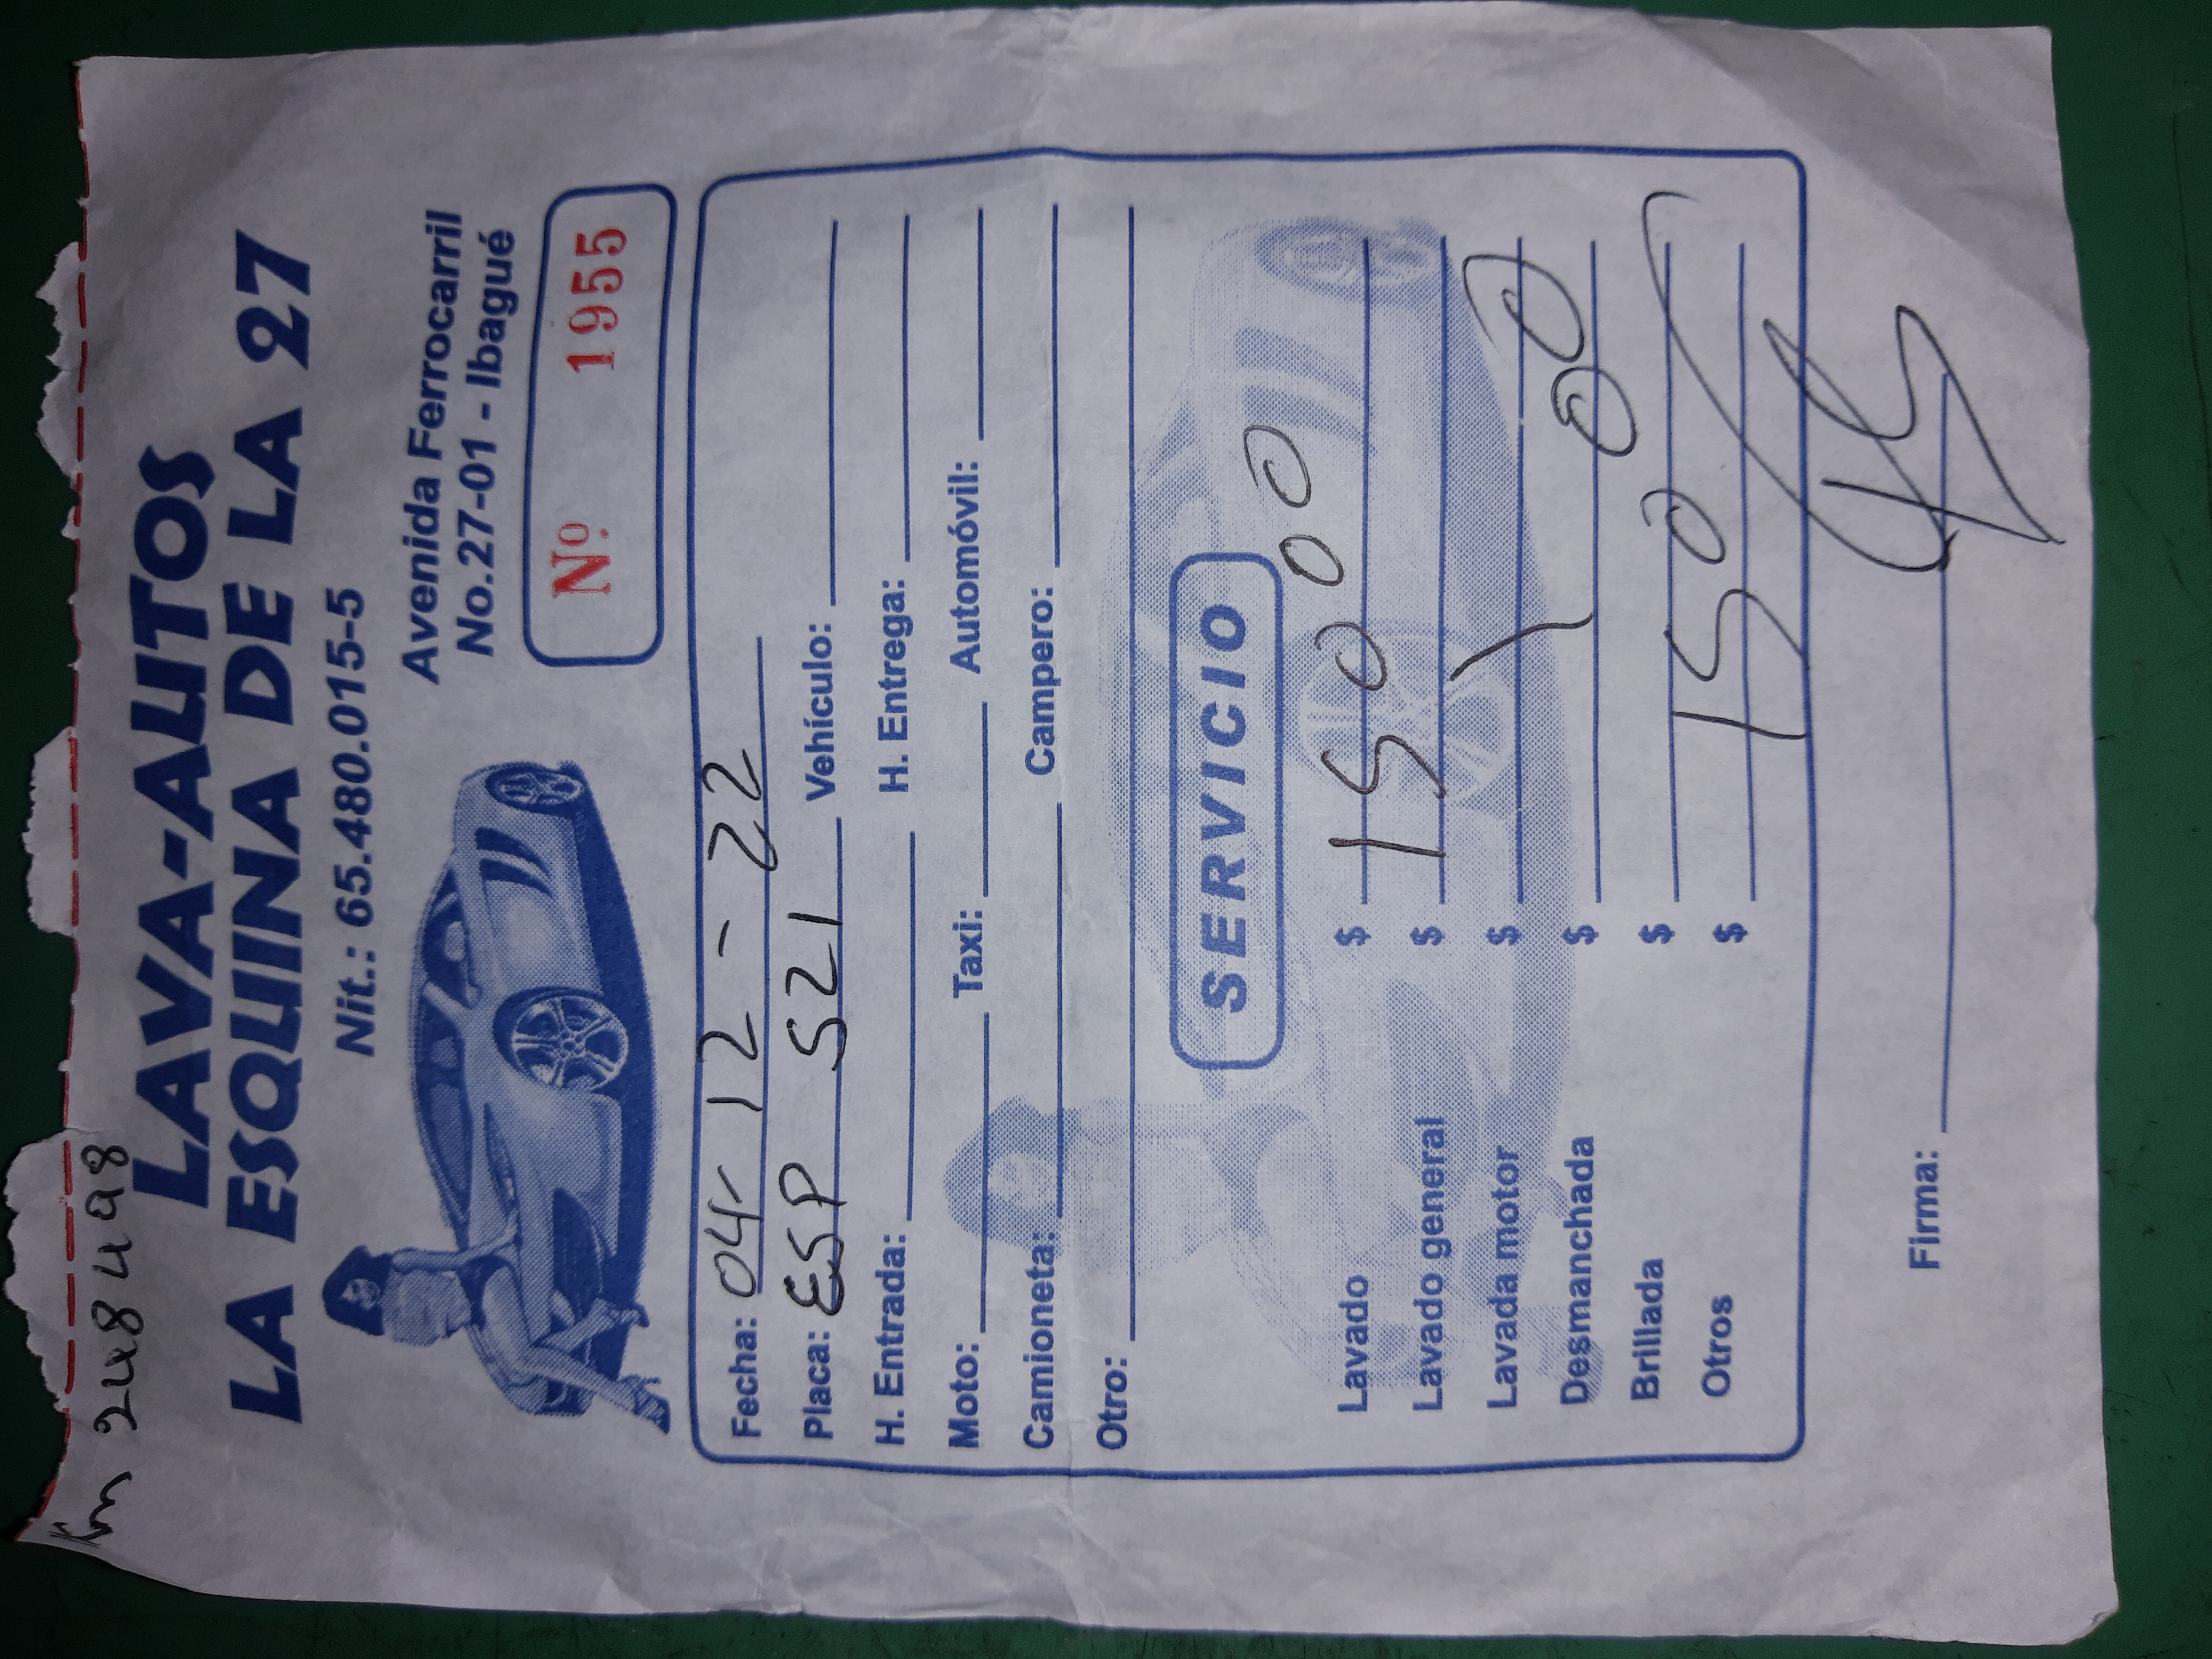 Km 248498
LAVA-AUTOS
LA ESQUINA DE LA 27
Nit.: 65.480.015-5
Avenida Ferrocarril
No.27-01 - Ibagué
Nº 1955
Fecha: 04-12-22
Placa: ESP 521 Vehículo:
H. Entrada: H. Entrega:
Moto: Taxi: Automóvil:
Camioneta: Campero:
Otro:
SERVICIO
Lavado $ 15000
Lavado general $
Lavada motor $
Desmanchada $
Brillada $
Otros $
Firma: